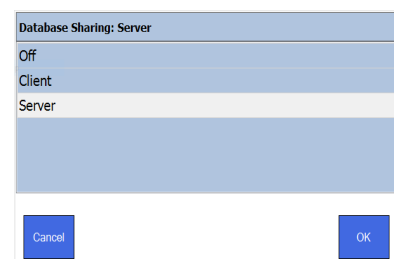 Database Sharing: Server
Off
Client
Server
Cancel OK